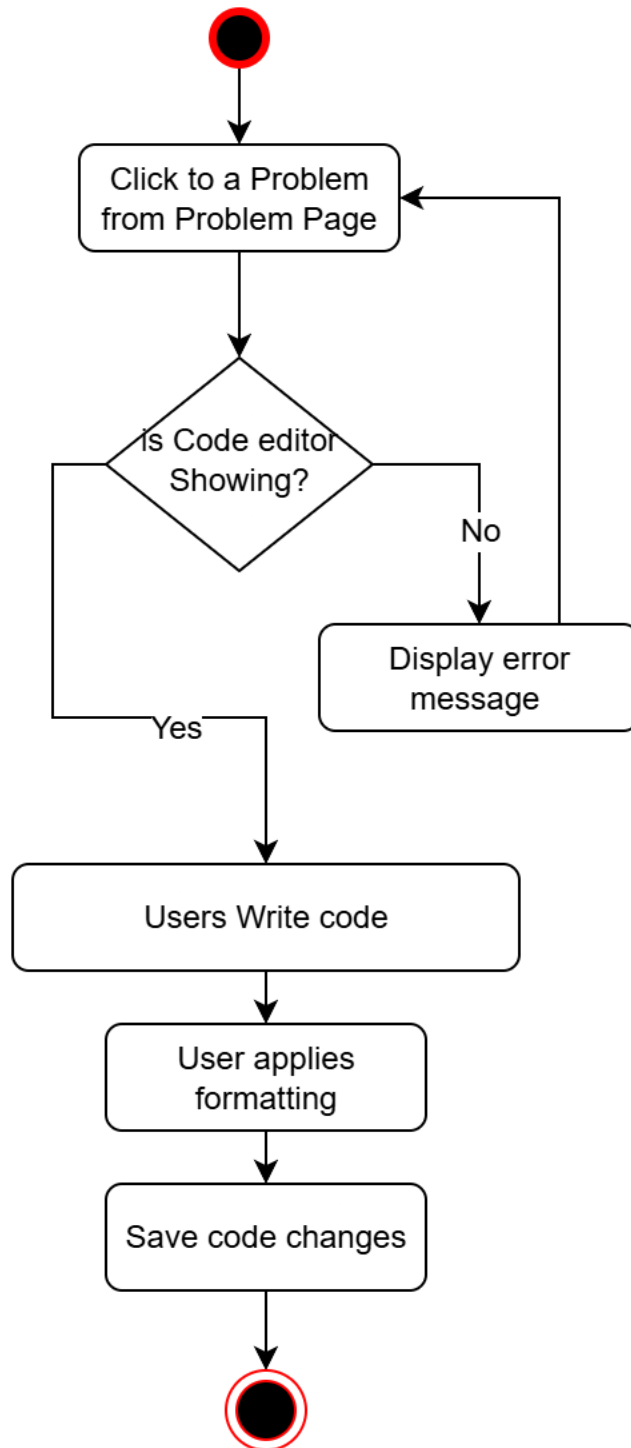 Click to a Problem
from Problem Page
is Code editor
Showing?
No
Display error
message
Yes
Users Write code
User applies
formatting
Save code changes